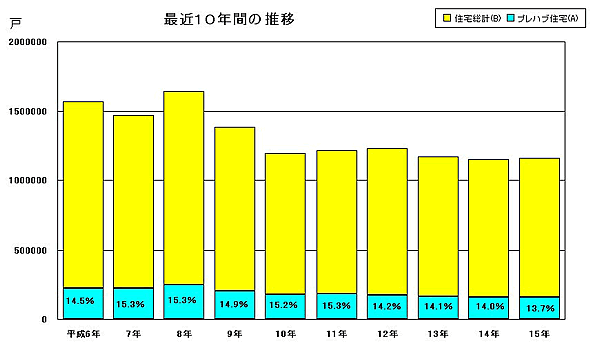 最近１０年間の推移
戸
住宅総計(B) プレハブ住宅(A)
2000000
1500000
1000000
500000
0
14.5% 15.3% 15.3% 14.9% 15.2% 15.3% 14.2% 14.1% 14.0% 13.7%
平成6年 7年 8年 9年 10年 11年 12年 13年 14年 15年